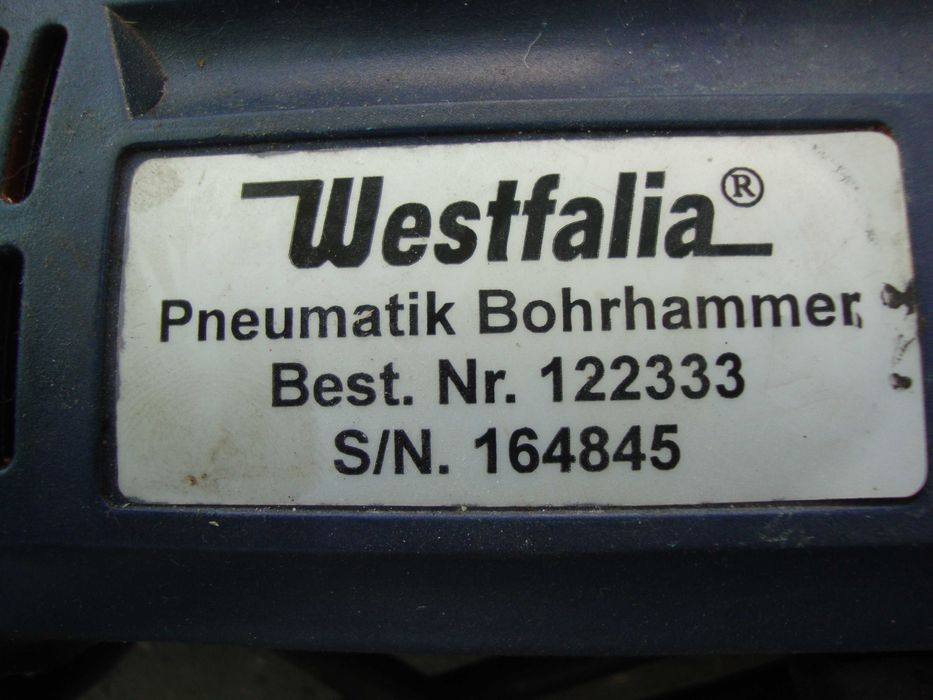 Westfalia®
Pneumatik Bohrhammer
Best. Nr. 122333
S/N. 164845